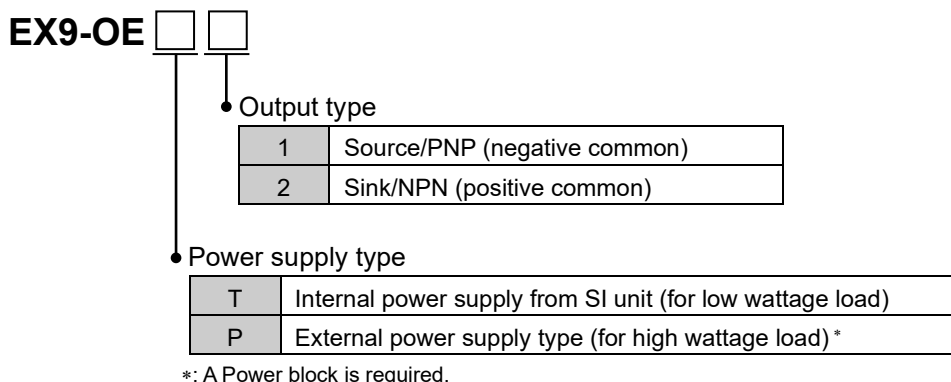 EX9-OE □ □
Output type
1 Source/PNP (negative common)
2 Sink/NPN (positive common)
Power supply type
T Internal power supply from SI unit (for low wattage load)
P External power supply type (for high wattage load) *
*: A Power block is required.